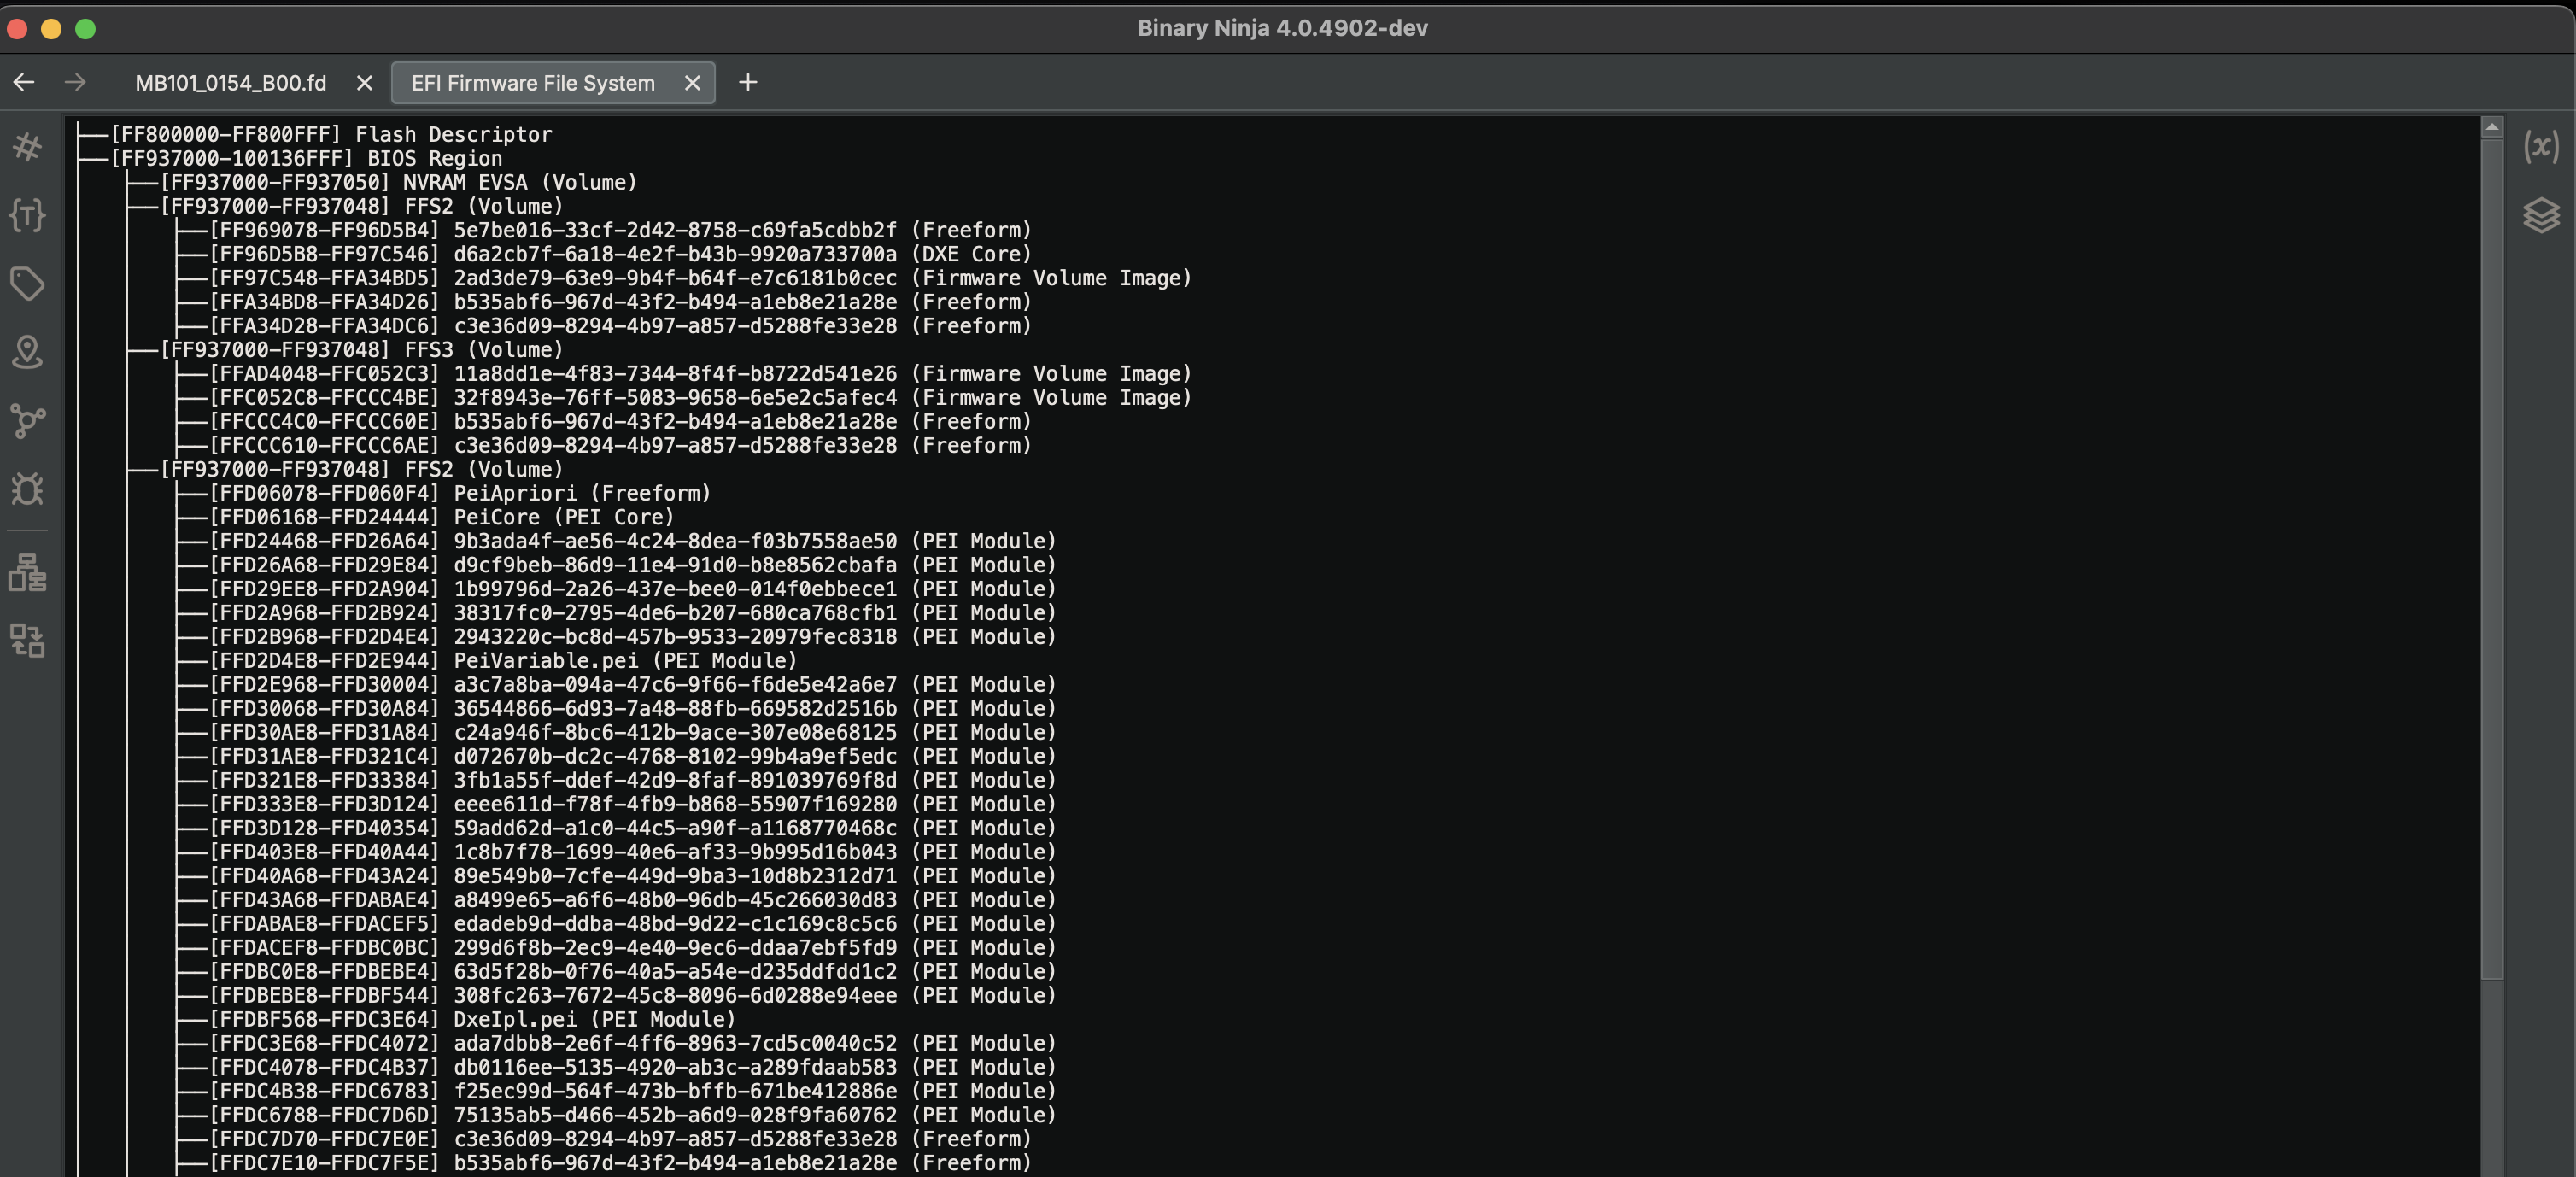 Binary Ninja 4.0.4902-dev
MB101_0154_B00.fd
EFI Firmware File System
[FF800000-FF800FFF] Flash Descriptor
[FF937000-100136FFF] BIOS Region
[FF937000-FF937050] NVRAM EVSA (Volume)
[FF937000-FF937048] FFS2 (Volume)
[FF969078-FF96D5B4] 5e7be016-33cf-2d42-8758-c69fa5cdbb2f (Freeform)
[FF96D5B8-FF97C546] d6a2cb7f-6a18-4e2f-b43b-9920a733700a (DXE Core)
[FF97C548-FFA34BD5] 2ad3de79-63e9-9b4f-b64f-e7c6181b0cec (Firmware Volume Image)
[FFA34BD8-FFA34D26] b535abf6-967d-43f2-b494-a1eb8e21a28e (Freeform)
[FFA34D28-FFA34DC6] c3e36d09-8294-4b97-a857-d5288fe33e28 (Freeform)
[FF937000-FF937048] FFS3 (Volume)
[FFAD4048-FFC052C3] 11a8dd1e-4f83-7344-8f4f-b8722d541e26 (Firmware Volume Image)
[FFC052C8-FFCCC4BE] 32f8943e-76ff-5083-9658-6e5e2c5afec4 (Firmware Volume Image)
[FFCCC4C0-FFCCC60E] b535abf6-967d-43f2-b494-a1eb8e21a28e (Freeform)
[FFCCC610-FFCCC6AE] c3e36d09-8294-4b97-a857-d5288fe33e28 (Freeform)
[FF937000-FF937048] FFS2 (Volume)
[FFD06078-FFD060F4] PeiApriori (Freeform)
[FFD06168-FFD24444] PeiCore (PEI Core)
[FFD24468-FFD26A64] 9b3ada4f-ae56-4c24-8dea-f03b7558ae50 (PEI Module)
[FFD26A68-FFD29E84] d9cf9beb-86d9-11e4-91d0-b8e8562cbafa (PEI Module)
[FFD29EE8-FFD2A904] 1b99796d-2a26-437e-bee0-014f0ebbece1 (PEI Module)
[FFD2A968-FFD2B924] 38317fc0-2795-4de6-b207-680ca768cfb1 (PEI Module)
[FFD2B968-FFD2D4E4] 2943220c-bc8d-457b-9533-20979fec8318 (PEI Module)
[FFD2D4E8-FFD2E944] PeiVariable.pei (PEI Module)
[FFD2E968-FFD30004] a3c7a8ba-094a-47c6-9f66-f6de5e42a6e7 (PEI Module)
[FFD30068-FFD30A84] 36544866-6d93-7a48-88fb-669582d2516b (PEI Module)
[FFD30AE8-FFD31A84] c24a946f-8bc6-412b-9ace-307e08e68125 (PEI Module)
[FFD31AE8-FFD321C4] d072670b-dc2c-4768-8102-99b4a9ef5edc (PEI Module)
[FFD321E8-FFD33384] 3fb1a55f-ddef-42d9-8faf-891039769f8d (PEI Module)
[FFD333E8-FFD3D124] eeee611d-f78f-4fb9-b868-55907f169280 (PEI Module)
[FFD3D128-FFD40354] 59add62d-a1c0-44c5-a90f-a1168770468c (PEI Module)
[FFD403E8-FFD40A44] 1c8b7f78-1699-40e6-af33-9b995d16b043 (PEI Module)
[FFD40A68-FFD43A24] 89e549b0-7cfe-449d-9ba3-10d8b2312d71 (PEI Module)
[FFD43A68-FFDABAE4] a8499e65-a6f6-48b0-96db-45c266030d83 (PEI Module)
[FFDABAE8-FFDACEF5] edadeb9d-ddba-48bd-9d22-c1c169c8c5c6 (PEI Module)
[FFDACEF8-FFDBC0BC] 299d6f8b-2ec9-4e40-9ec6-ddaa7ebf5fd9 (PEI Module)
[FFDBC0E8-FFDBEBE4] 63d5f28b-0f76-40a5-a54e-d235ddfdd1c2 (PEI Module)
[FFDBEBE8-FFDBF544] 308fc263-7672-45c8-8096-6d0288e94eee (PEI Module)
[FFDBF568-FFDC3E64] DxeIpl.pei (PEI Module)
[FFDC3E68-FFDC4072] ada7dbb8-2e6f-4ff6-8963-7cd5c0040c52 (PEI Module)
[FFDC4078-FFDC4B37] db0116ee-5135-4920-ab3c-a289fdaab583 (PEI Module)
[FFDC4B38-FFDC6783] f25ec99d-564f-473b-bffb-671be412886e (PEI Module)
[FFDC6788-FFDC7D6D] 75135ab5-d466-452b-a6d9-028f9fa60762 (PEI Module)
[FFDC7D70-FFDC7E0E] c3e36d09-8294-4b97-a857-d5288fe33e28 (Freeform)
[FFDC7E10-FFDC7F5E] b535abf6-967d-43f2-b494-a1eb8e21a28e (Freeform)